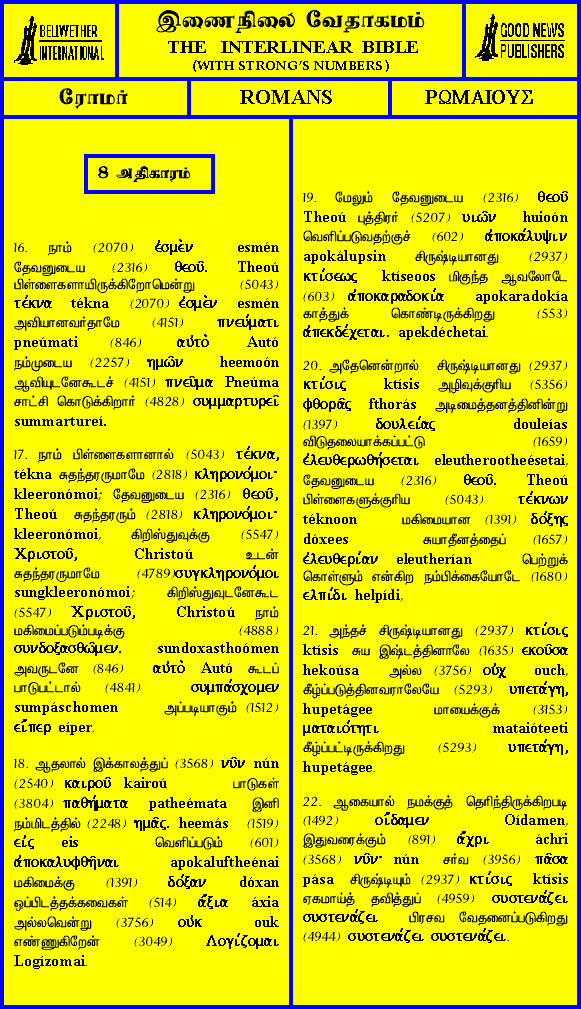 BELLWETHER
INTERNATIONAL
இணைநிலை வேதாகமம்
THE INTERLINEAR BIBLE
(WITH STRONG'S NUMBERS)
GOOD NEWS
PUBLISHERS
ரோமர்
ROMANS
ΡΩΜΑΙΟΥΣ
8 அதிகாரம்
16. நாம் (2070) ἐσμὲν esmén
தேவனுடைய (2316) θεοῦ. Theoú
பிள்ளைகளாயிருக்கிறோமென்று (5043)
τέκνα tékna (2070) ἐσμὲν esmén
அவியானவர்தாமே (4151) πνεύματι
pneúmati (846) αὐτὸ Autó
நம்முடைய (2257) ημῶν heemoón
ஆவியுடனேகூடச் (4151) πνεῦμα Pneúma
சாட்சி கொடுக்கிறார் (4828) συμμαρτυρεῖ
summartureí.
17. நாம் பிள்ளைகளானால் (5043) τέκνα,
tékna சுதந்தரருமாமே (2818) κληρονόμοι·
kleeronómoi; தேவனுடைய (2316) θεοῦ,
Theoú சுதந்தரரும் (2818) κληρονόμοι·
kleeronómoi, கிறிஸ்துவுக்கு (5547)
Χριστοῦ, Christoú உடன்
சுதந்தரருமாமே (4789)συγκληρονόμοι
sungkleeronómoi; கிறிஸ்துவுடனேகூட
(5547) Χριστοῦ, Christoú நாம்
மகிமைப்படும்படிக்கு (4888)
συνδοξασθῶμεν. sundoxasthoómen
அவருடனே (846) αὐτὸ Autó கூடப்
பாடுபட்டால் (4841) συμπάσχομεν
sumpáschomen அப்படியாகும் (1512)
εἴπερ eíper.
18. ஆதலால் இக்காலத்துப் (3568) νῦν nún
(2540) καιροῦ kairoú பாடுகள்
(3804) παθήματα patheémata இனி
நம்மிடத்தில் (2248) ημᾶς. heemás (1519)
εἰς eis வெளிப்படும் (601)
ἀποκαλυφθῆναι apokaluftheénai
மகிமைக்கு (1391) δόξαν dóxan
ஒப்பிடத்தக்கவைகள் (514) ἄξια áxia
அல்லவென்று (3756) οὐκ ouk
எண்ணுகிறேன் (3049) Λογίζομαι
Logízomai.
19. மேலும் தேவனுடைய (2316) θεοῦ
Theoú புத்திரர் (5207) υιῶν huioón
வெளிப்படுவதற்குச் (602) ἀποκάλυψιν
apokálupsin சிருஷ்டியானது (2937)
κτίσεως ktíseoos மிகுந்த ஆவலோடே
(603) ἀποκαραδοκία apokaradokía
காத்துக் கொண்டிருக்கிறது (553)
ἀπεκδέχεται.. apekdéchetai.
20. அதேனென்றால் சிருஷ்டியானது (2937)
κτίσις ktísis அழிவுக்குரிய (5356)
φθορᾶς fthorás அடிமைத்தனத்தினின்று
(1397) δουλείας douleías
விடுதலையாக்கப்பட்டு (1659)
ἐλευθερωθήσεται eleutherootheésetai,
தேவனுடைய (2316) θεοῦ. Theoú
பிள்ளைகளுக்குரிய (5043) τέκνων
téknoon மகிமையான (1391) δόξης
dóxees சுயாதீனத்தைப் (1657)
ἐλευθερίαν eleutherían பெற்றுக்
கொள்ளும் என்கிற நம்பிக்கையோடே (1680)
ελπίδι helpídi,
21. அந்தச் சிருஷ்டியானது (2937) κτίσις
ktísis சுய இஷ்டத்தினாலே (1635) εκοῦσα
hekoúsa அல்ல (3756) οὐχ ouch,
கீழ்ப்படுத்தினவராலேயே (5293) υπετάγη,
hupetágee மாயைக்குக் (3153)
ματαιότητι mataióteeti
கீழ்ப்பட்டிருக்கிறது (5293) υπετάγη,
hupetágee.
22. ஆகையால் நமக்குத் தெரிந்திருக்கிறபடி
(1492) οἴδαμεν Oídamen,
இதுவரைக்கும் (891) ἄχρι áchri
(3568) νῦν· nún சர்வ (3956) πᾶσα
pása சிருஷ்டியும் (2937) κτίσις ktísis
ஏகமாய்த் தவித்துப் (4959) συστενάζει
συστενάζει பிரசவ வேதனைப்படுகிறது
(4944) συστενάζει συστενάζει.